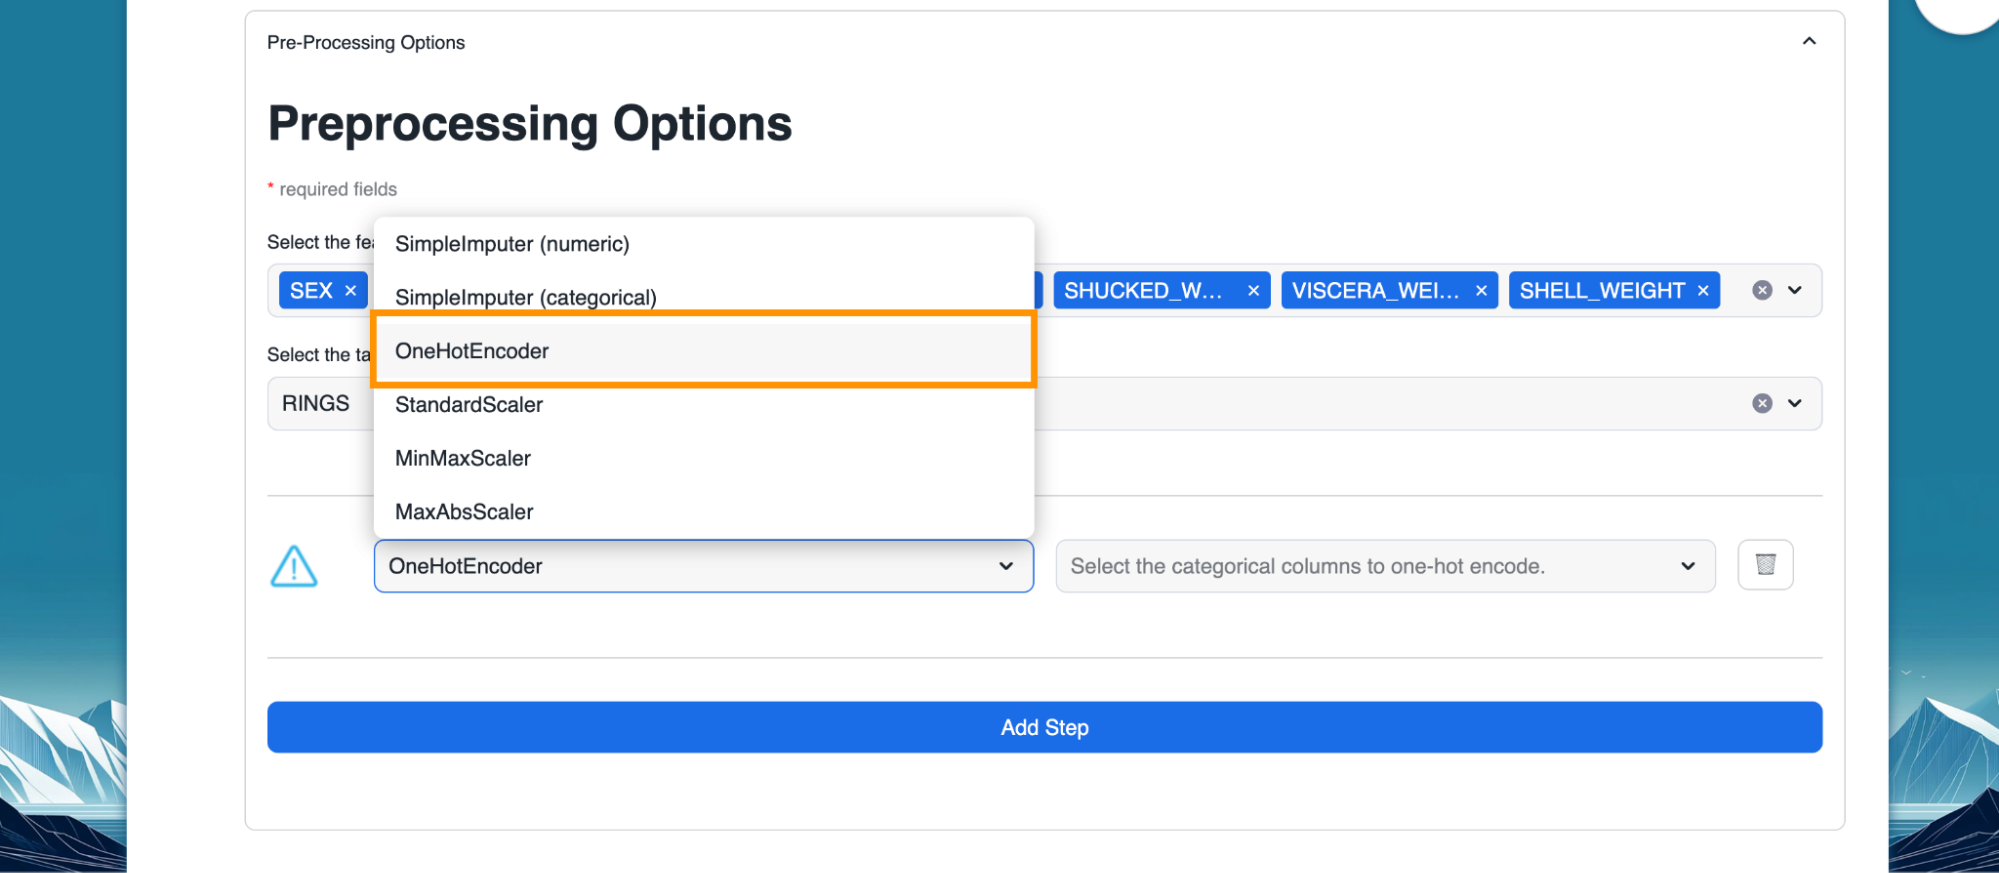 Pre-Processing Options
Preprocessing Options
* required fields
Select the fea
SimpleImputer (numeric)
SEX × SHUCKED_W... × VISCERA_WEI... × SHELL_WEIGHT ×
SimpleImputer (categorical)
Select the ta
OneHotEncoder
RINGS
StandardScaler
MinMaxScaler
MaxAbsScaler
OneHotEncoder
Select the categorical columns to one-hot encode.
Add Step